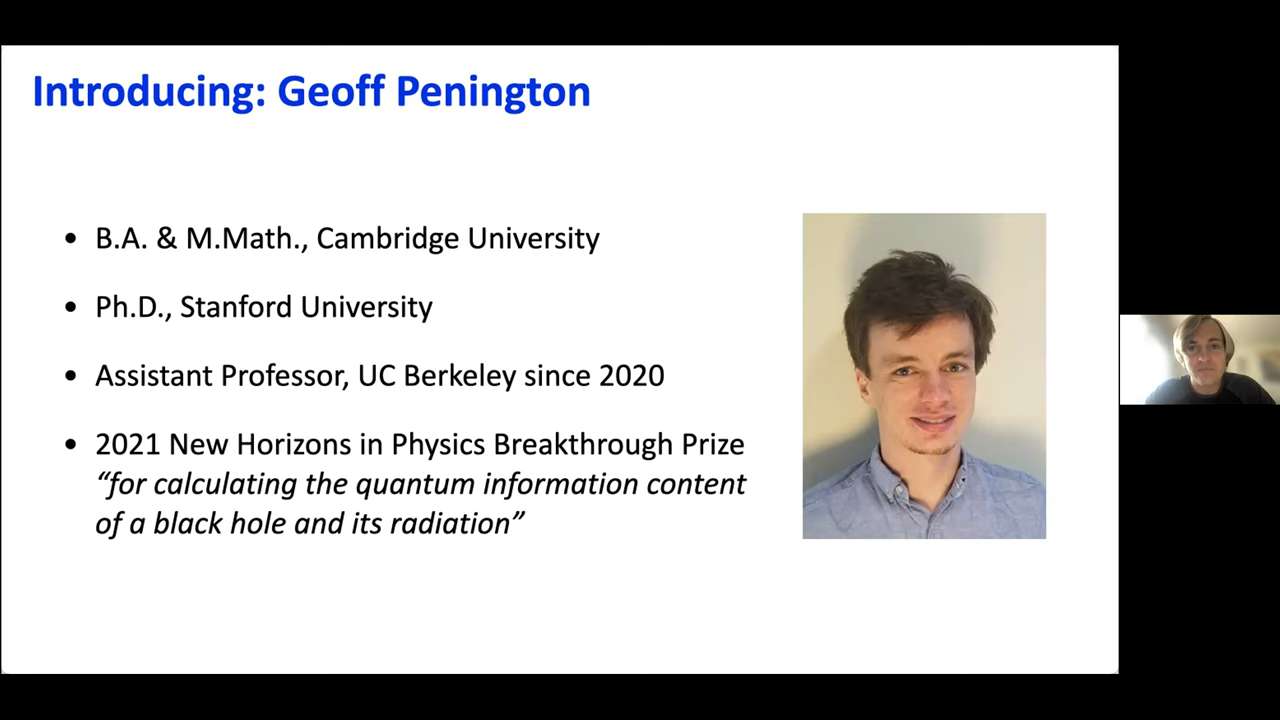 Introducing: Geoff Penington
• B.A. & M.Math., Cambridge University
• Ph.D., Stanford University
• Assistant Professor, UC Berkeley since 2020
• 2021 New Horizons in Physics Breakthrough Prize
“for calculating the quantum information content
of a black hole and its radiation”